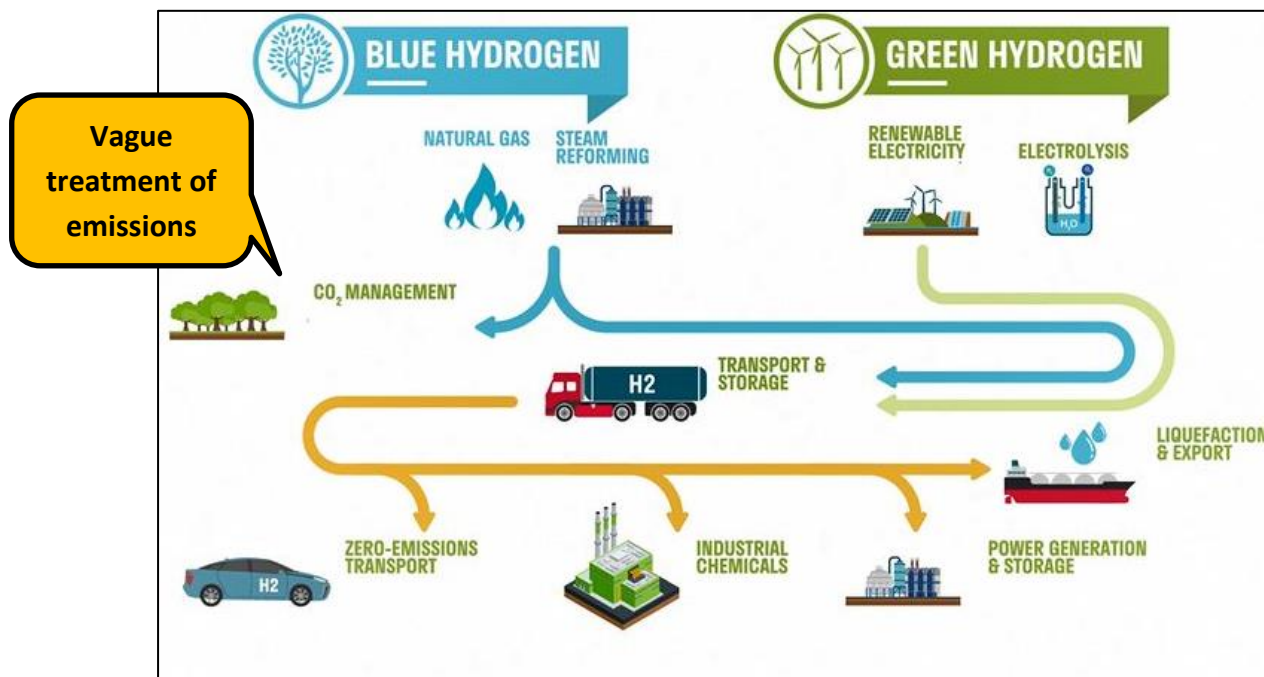 BLUE HYDROGEN
GREEN HYDROGEN
Vague
treatment of
emissions
NATURAL GAS
STEAM
REFORMING
RENEWABLE
ELECTRICITY
ELECTROLYSIS
H₂O
CO₂ MANAGEMENT
H2
TRANSPORT &
STORAGE
LIQUEFACTION
& EXPORT
H2
ZERO-EMISSIONS
TRANSPORT
INDUSTRIAL
CHEMICALS
POWER GENERATION
& STORAGE